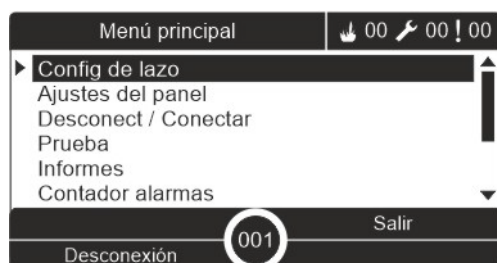 Menú principal 00 00 ! 00
Config de lazo
Ajustes del panel
Desconect / Conectar
Prueba
Informes
Contador alarmas
Salir
001
Desconexión